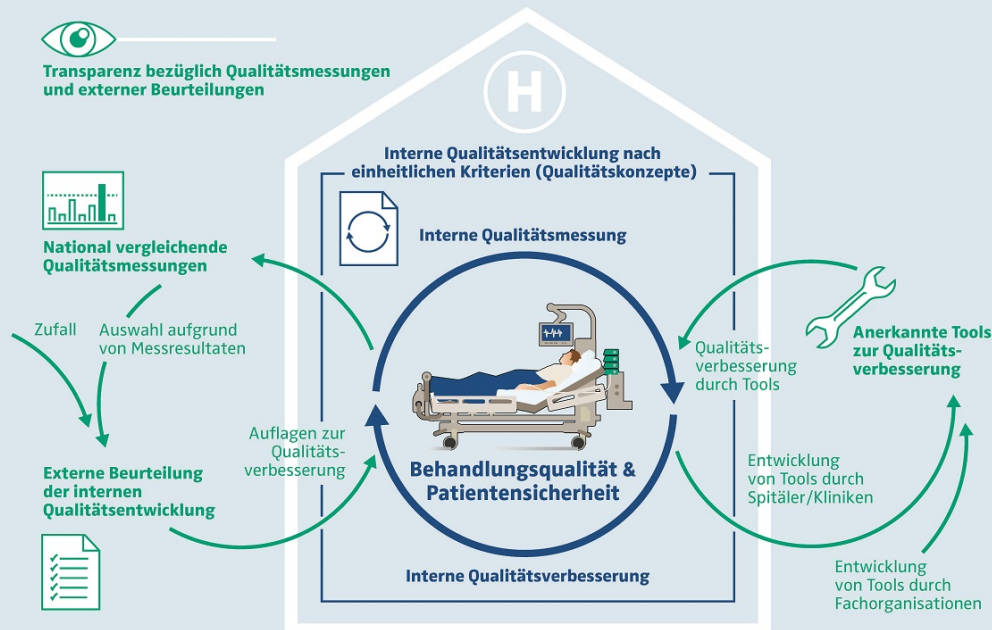 Transparenz bezüglich Qualitätsmessungen
und externer Beurteilungen
H
Interne Qualitätsentwicklung nach
einheitlichen Kriterien (Qualitätskonzepte)
Interne Qualitätsmessung
National vergleichende
Qualitätsmessungen
Zufall
Auswahl aufgrund
von Messresultaten
Auflagen zur
Qualitäts-
verbesserung
Externe Beurteilung
der internen
Qualitätsentwicklung
Behandlungsqualität &
Patientensicherheit
Interne Qualitätsverbesserung
Qualitäts-
verbesserung
durch Tools
Anerkannte Tools
zur Qualitäts-
verbesserung
Entwicklung
von Tools durch
Spitäler/Kliniken
Entwicklung
von Tools durch
Fachorganisationen